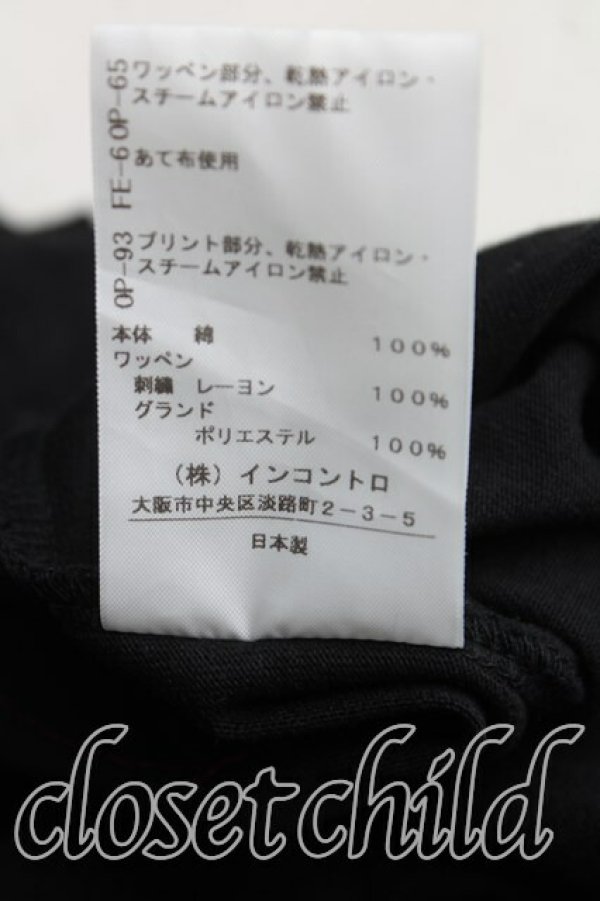 OP-65
ワッペン部分、乾熱アイロン・
スチームアイロン禁止
FE-6
あて布使用
OP-93
プリント部分、乾熱アイロン・
スチームアイロン禁止
本体 綿 100%
ワッペン
刺繍 レーヨン 100%
グランド
ポリエステル 100%
(株)インコントロ
大阪市中央区淡路町2-3-5
日本製
closet child